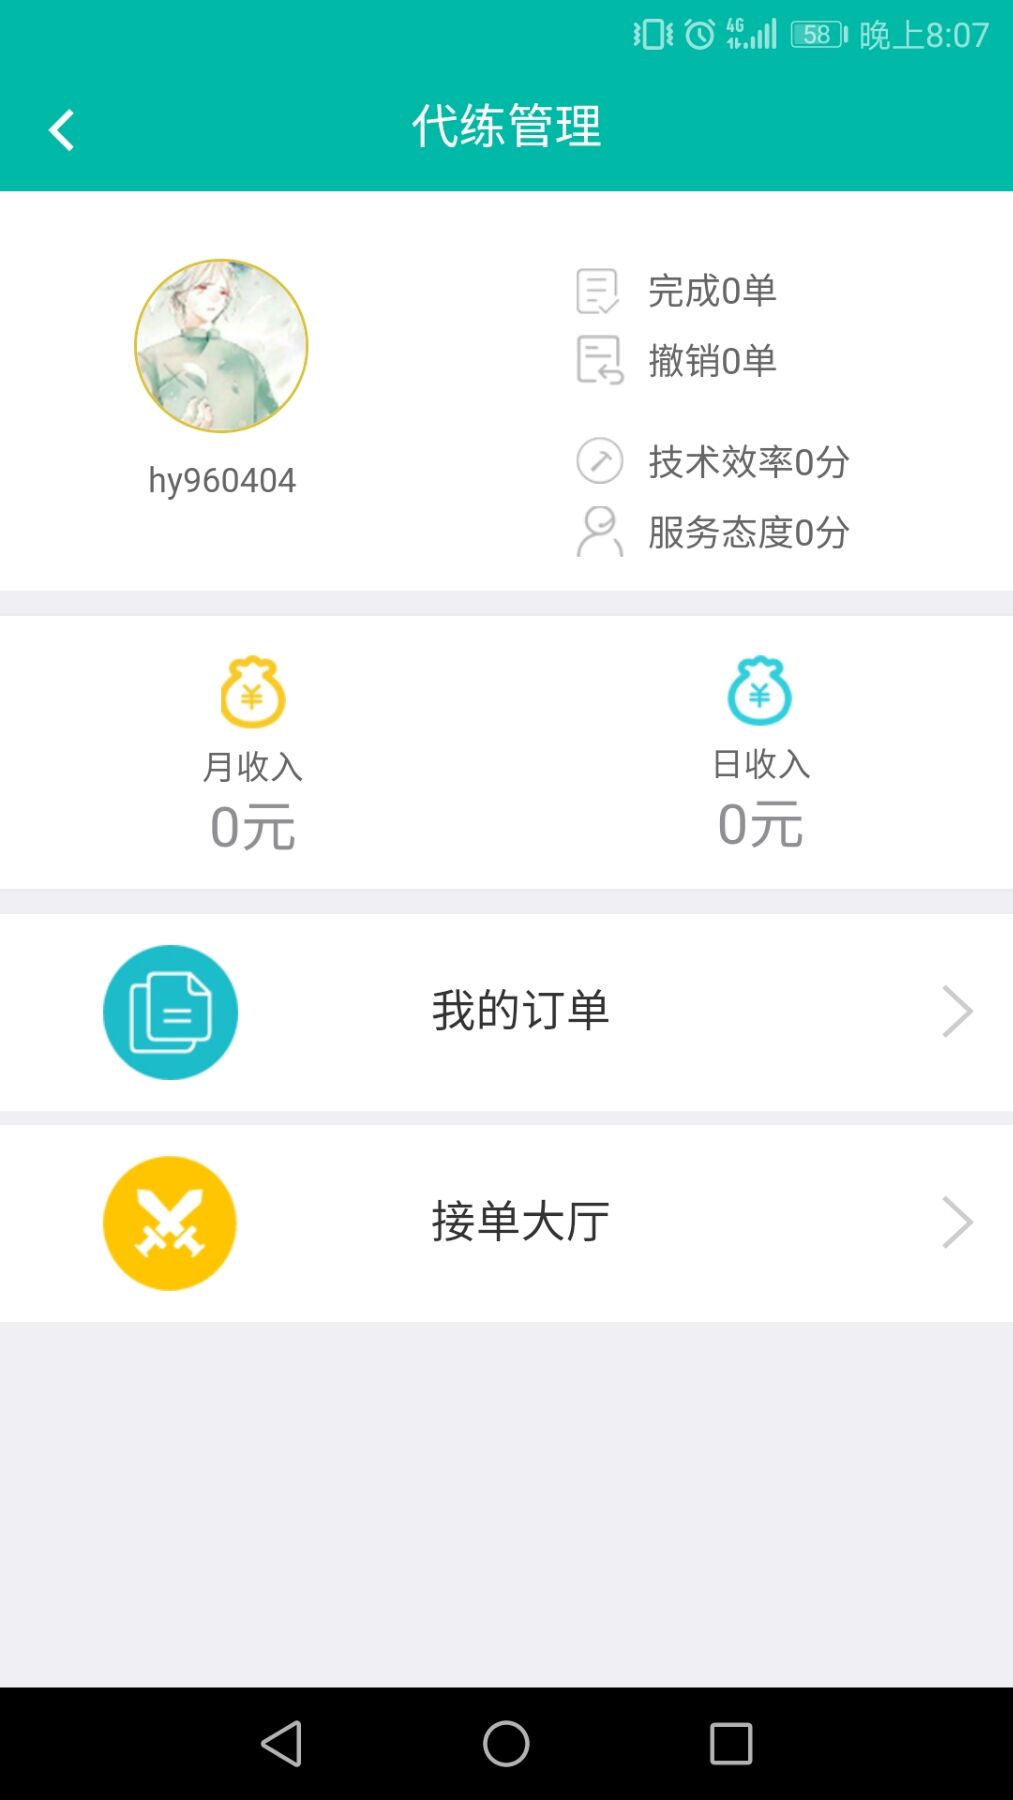 4G 58 晚上8:07
代练管理
hy960404
完成0单
撤销0单
技术效率0分
服务态度0分
月收入
0元
日收入
0元
我的订单
接单大厅